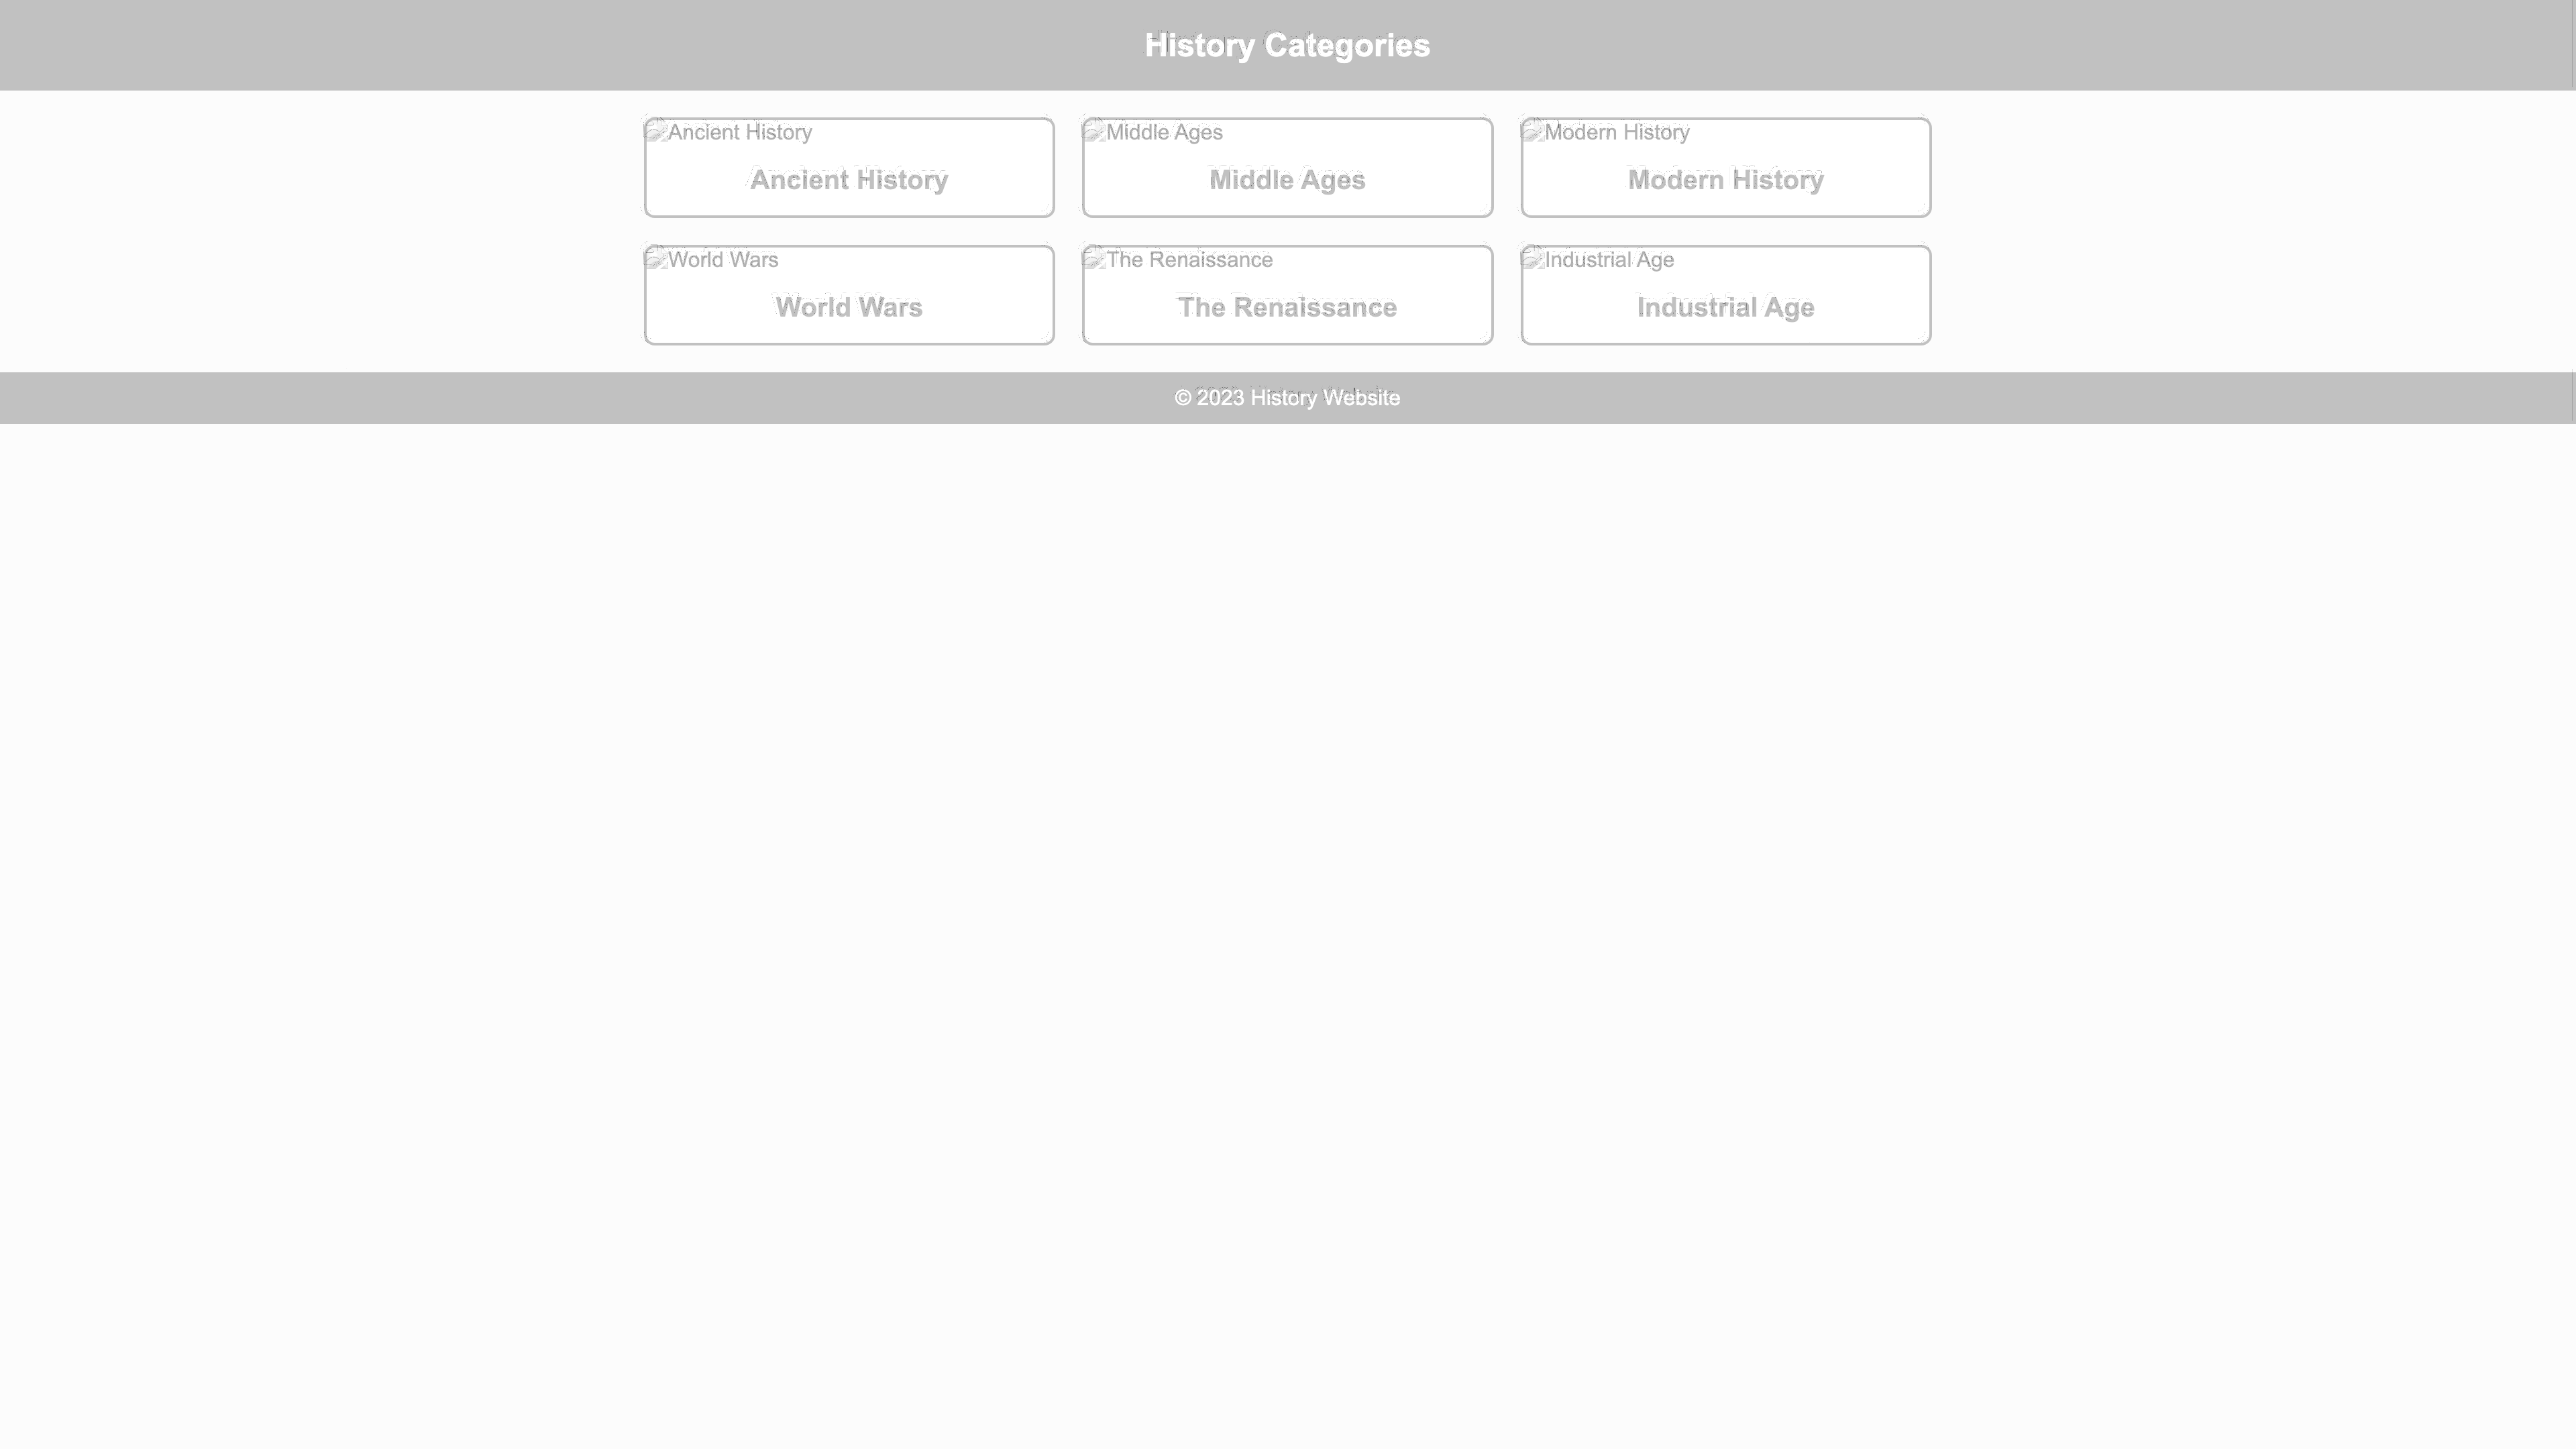 History Categories
Ancient History Middle Ages Modern History
Ancient History Middle Ages Modern History
World Wars The Renaissance Industrial Age
World Wars The Renaissance Industrial Age
© 2023 History Website